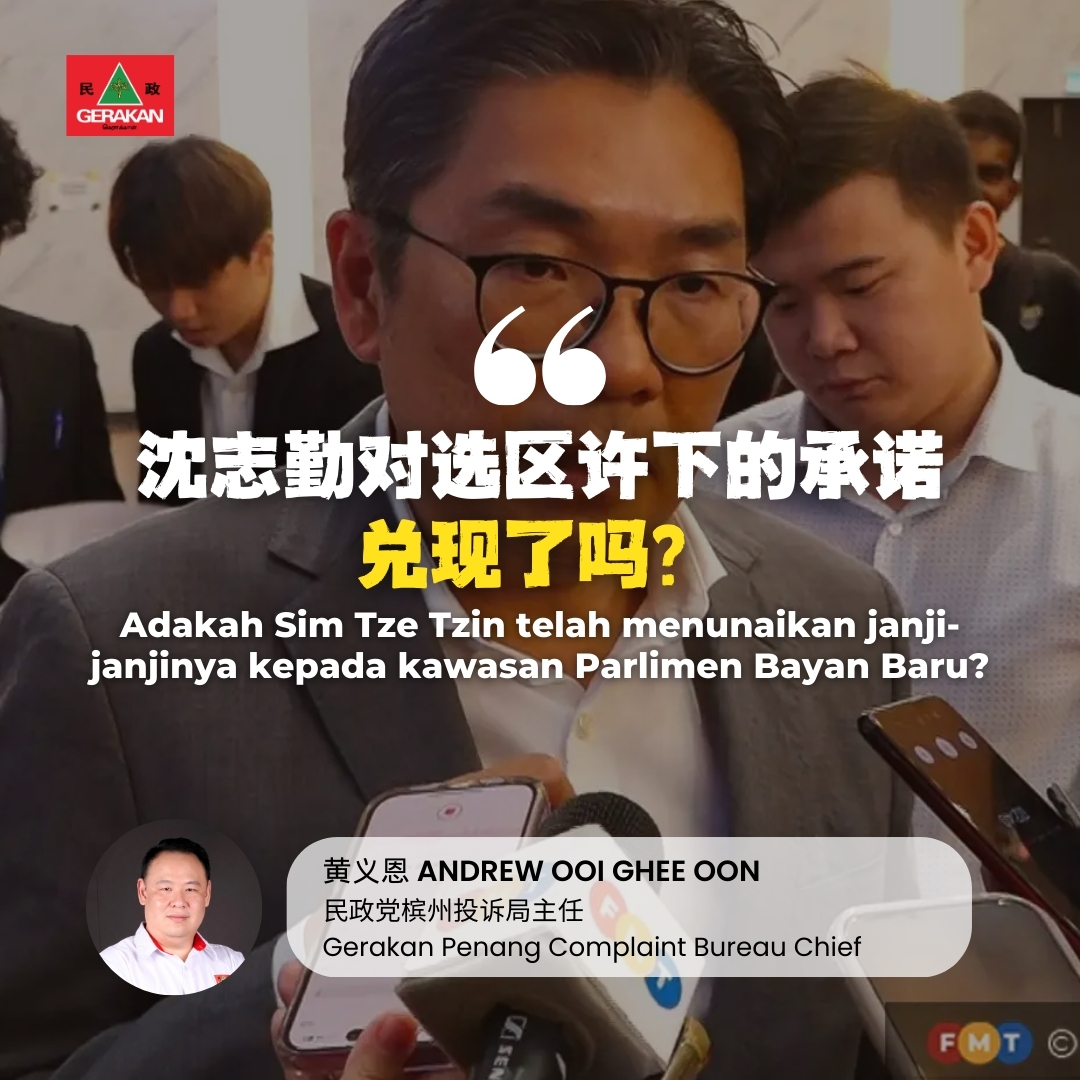 民 政
GERAKAN
沈志勤对选区许下的承诺
兑现了吗?
Adakah Sim Tze Tzin telah menunaikan janji-
janjinya kepada kawasan Parlimen Bayan Baru?
黄义恩 ANDREW OOI GHEE OON
民政党槟州投诉局主任
Gerakan Penang Complaint Bureau Chief
FMT
FMT ©